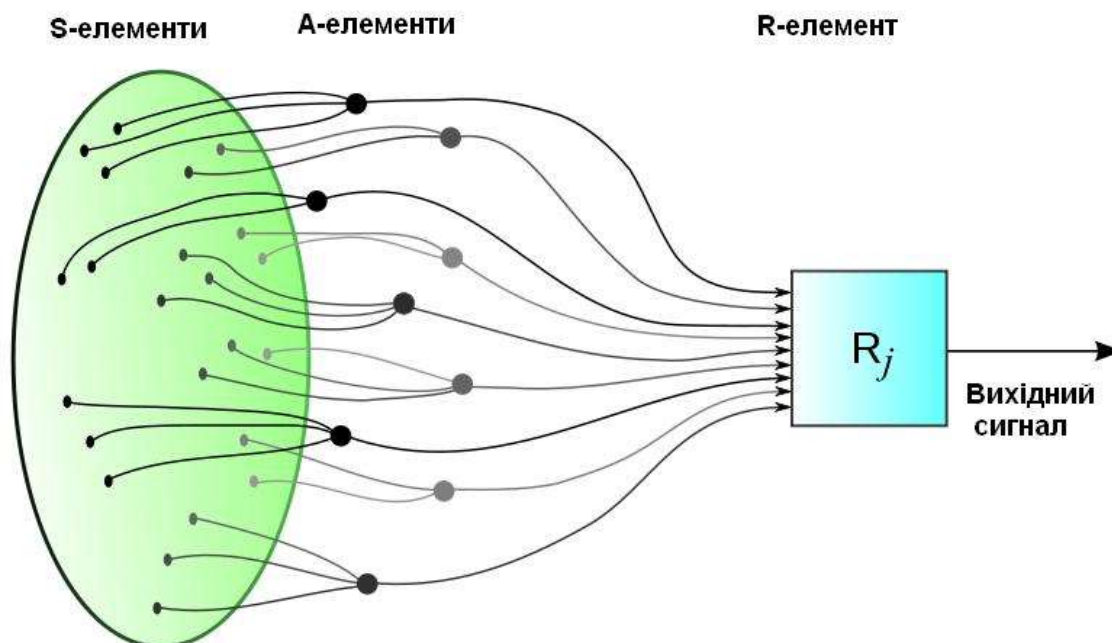 S-елементи
А-елементи
R-елемент
Rj
Вихідний
сигнал